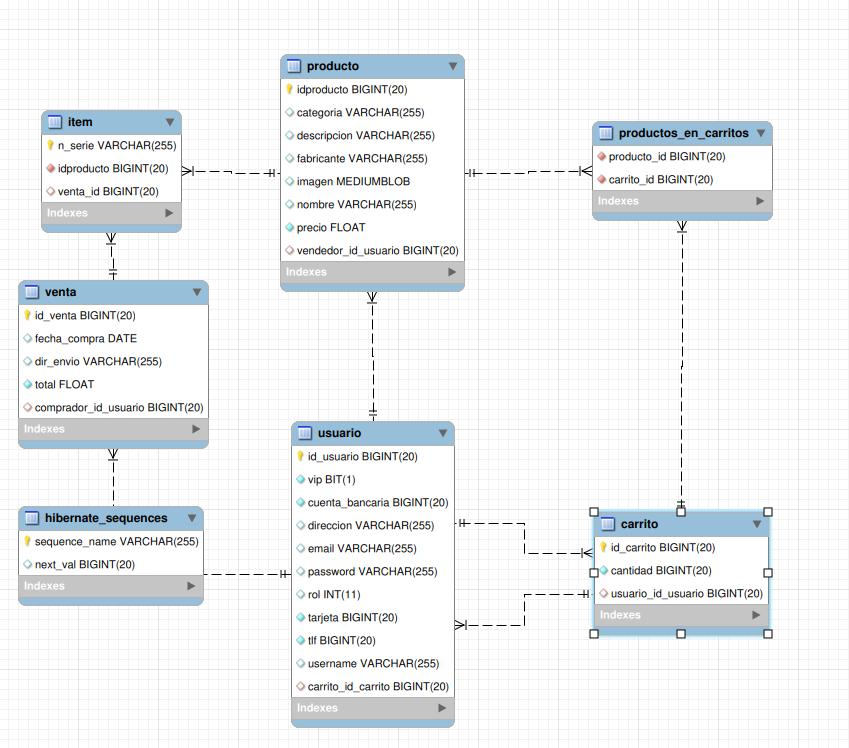 producto
idproducto BIGINT(20)
categoria VARCHAR(255)
descripcion VARCHAR(255)
fabricante VARCHAR(255)
imagen MEDIUMBLOB
nombre VARCHAR(255)
precio FLOAT
vendedor_id_usuario BIGINT(20)
Indexes
item
n_serie VARCHAR(255)
idproducto BIGINT(20)
venta_id BIGINT(20)
Indexes
productos_en_carritos
producto_id BIGINT(20)
carrito_id BIGINT(20)
Indexes
venta
id_venta BIGINT(20)
fecha_compra DATE
dir_envio VARCHAR(255)
total FLOAT
comprador_id_usuario BIGINT(20)
Indexes
usuario
id_usuario BIGINT(20)
vip BIT(1)
cuenta_bancaria BIGINT(20)
direccion VARCHAR(255)
email VARCHAR(255)
password VARCHAR(255)
rol INT(11)
tarjeta BIGINT(20)
tlf BIGINT(20)
username VARCHAR(255)
carrito_id_carrito BIGINT(20)
Indexes
hibernate_sequences
sequence_name VARCHAR(255)
next_val BIGINT(20)
Indexes
carrito
id_carrito BIGINT(20)
cantidad BIGINT(20)
usuario_id_usuario BIGINT(20)
Indexes